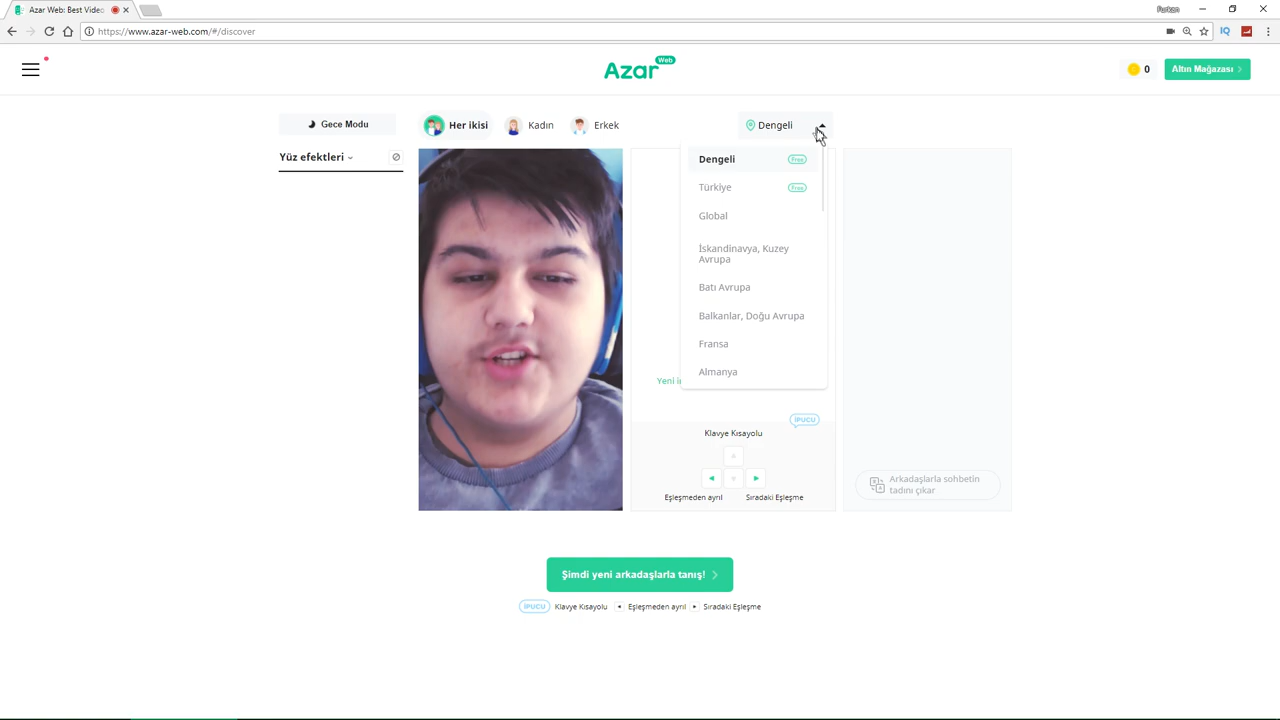 Azar Web: Best Video
Furkan
https://www.azar-web.com/#/discover
IQ
Azar Web
0
Altın Mağazası
Gece Modu
Her ikisi
Kadın
Erkek
Dengeli
Yüz efektleri
Dengeli Free
Türkiye Free
Global
İskandinavya, Kuzey
Avrupa
Batı Avrupa
Balkanlar, Doğu Avrupa
Fransa
Almanya
Yeni
İPUCU
Klavye Kısayolu
Eşleşmeden ayrıl
Sıradaki Eşleşme
Arkadaşlarla sohbetin
tadını çıkar
Şimdi yeni arkadaşlarla tanış!
İPUCU Klavye Kısayolu Eşleşmeden ayrıl Sıradaki Eşleşme